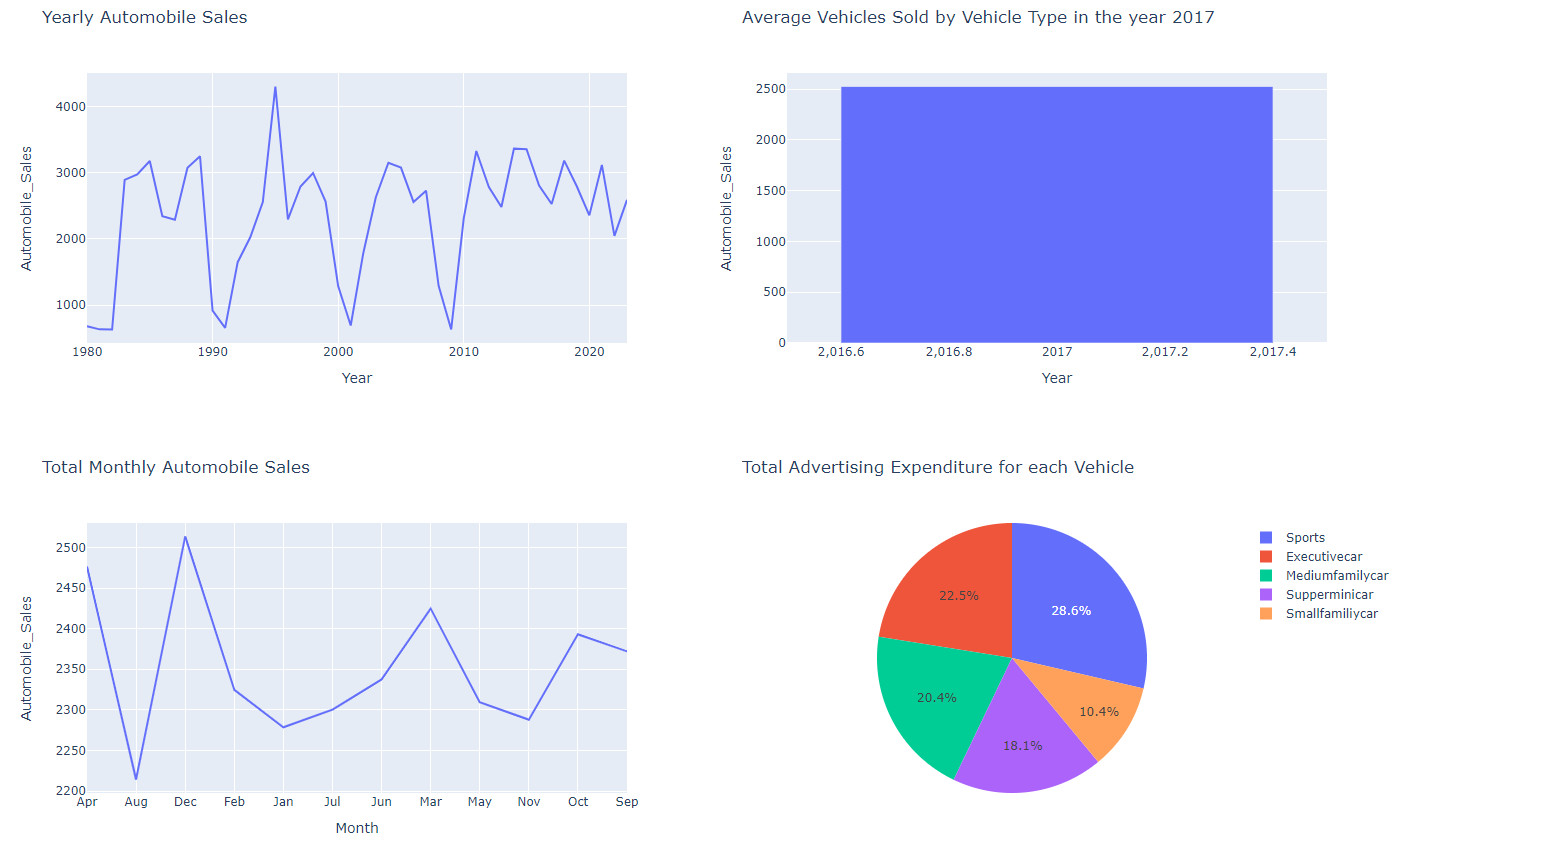 Yearly Automobile Sales
Automobile_Sales
4000
3000
2000
1000
1980 1990 2000 2010 2020
Year
Average Vehicles Sold by Vehicle Type in the year 2017
Automobile_Sales
2500
2000
1500
1000
500
0
2,016.6 2,016.8 2017 2,017.2 2,017.4
Year
Total Monthly Automobile Sales
Automobile_Sales
2500
2450
2400
2350
2300
2250
2200
Apr Aug Dec Feb Jan Jul Jun Mar May Nov Oct Sep
Month
Total Advertising Expenditure for each Vehicle
22.5%
28.6%
20.4%
10.4%
18.1%
Sports
Executivecar
Mediumfamilycar
Supperminicar
Smallfamiliycar